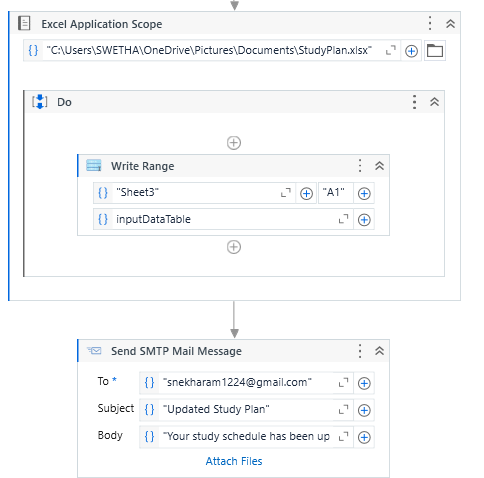 Excel Application Scope
{ } "C:\Users\SWETHA\OneDrive\Pictures\Documents\StudyPlan.xlsx"
Do
Write Range
{ } "Sheet3" "A1"
{ } inputDataTable
Send SMTP Mail Message
To * { } "snekharam1224@gmail.com"
Subject { } "Updated Study Plan"
Body { } "Your study schedule has been up
Attach Files